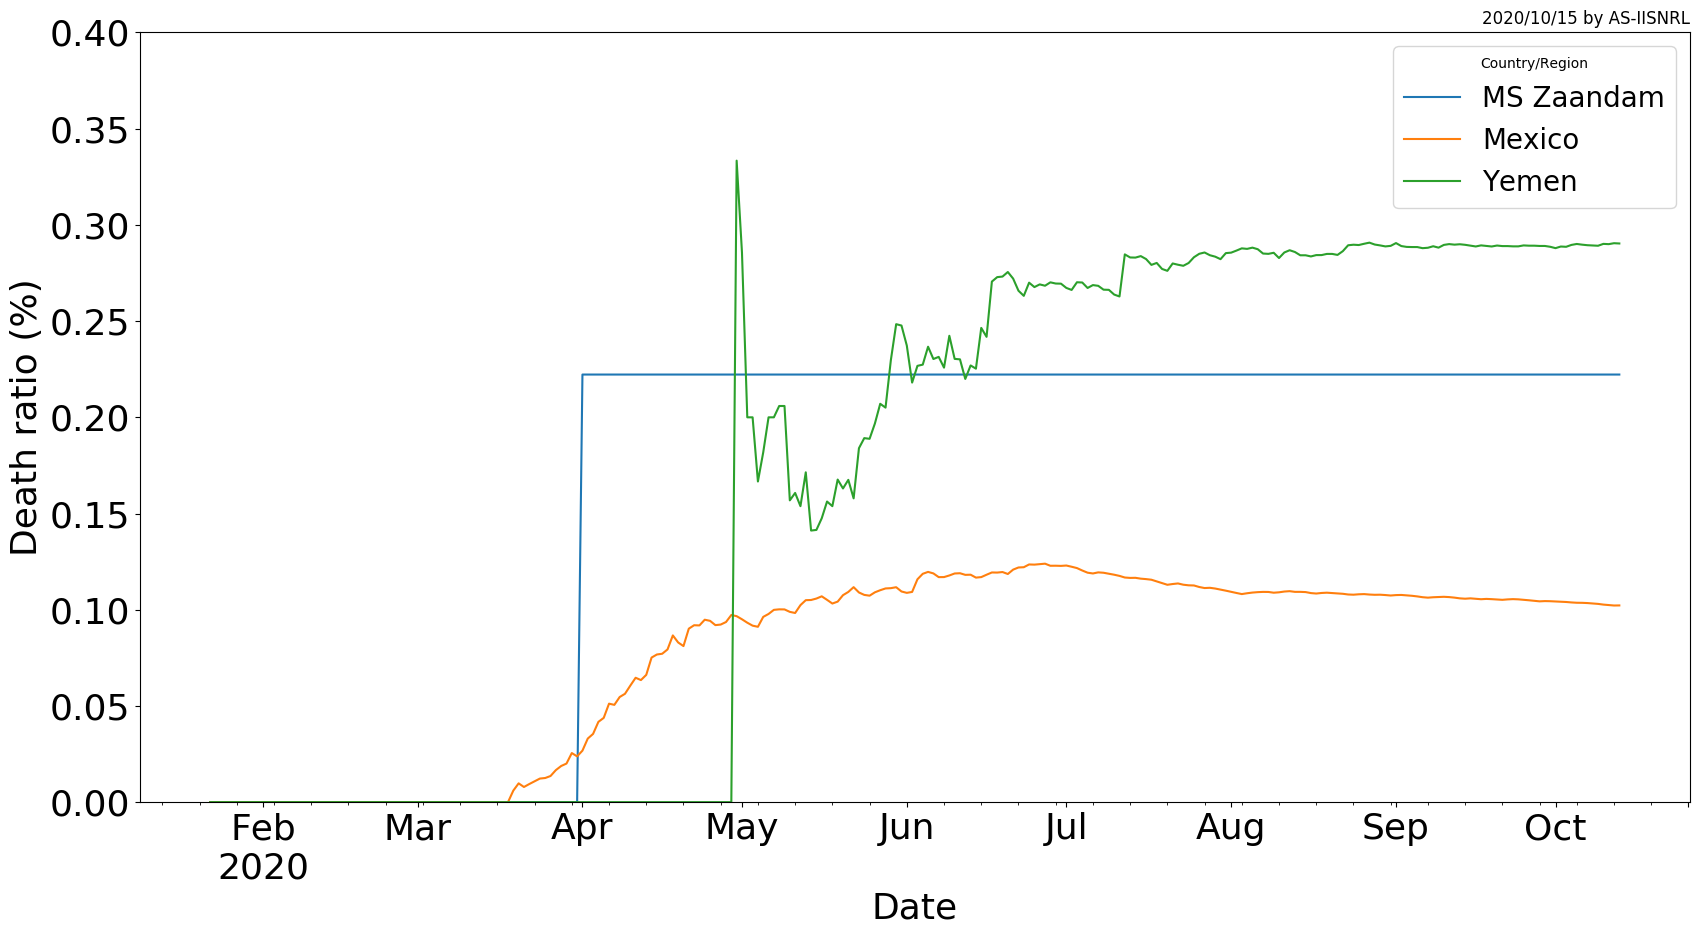 2020/10/15 by AS-IISNRL
Country/Region
MS Zaandam
Mexico
Yemen
Death ratio (%)
0.40
0.35
0.30
0.25
0.20
0.15
0.10
0.05
0.00
Feb Mar Apr May Jun Jul Aug Sep Oct
2020
Date